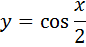 y = cos x/2